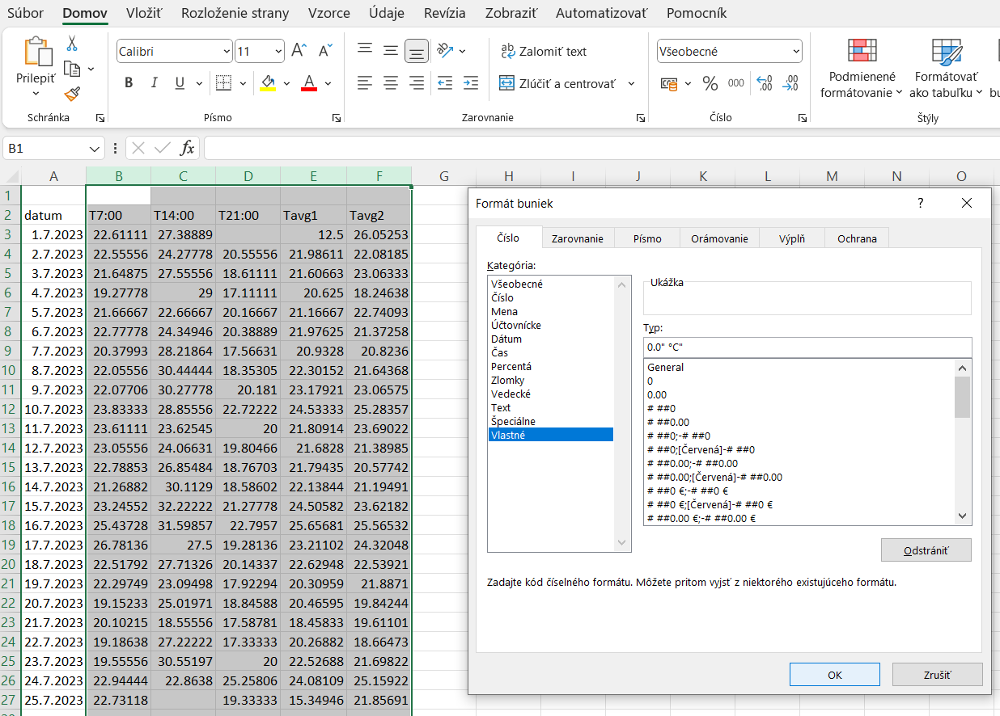 Súbor Domov Vložiť Rozloženie strany Vzorce Údaje Revízia Zobraziť Automatizovať Pomocník
Prilepiť
Schránka
Calibri 11
B I U A
Písmo
Zalomiť text
Zlúčiť a centrovať
Zarovnanie
Všeobecné
% 000
Číslo
Podmienené formátovanie
Formátovať ako tabuľku
Štýly
B1 fx
A B C D E F G H I J K L M N O
1
2 datum T7:00 T14:00 T21:00 Tavg1 Tavg2
3 1.7.2023 22.61111 27.38889 12.5 26.05253
4 2.7.2023 22.55556 24.27778 20.55556 21.98611 22.08185
5 3.7.2023 21.64875 27.55556 18.61111 21.60663 23.06333
6 4.7.2023 19.27778 29 17.11111 20.625 18.24638
7 5.7.2023 21.66667 22.66667 20.16667 21.16667 22.74093
8 6.7.2023 22.77778 24.34946 20.38889 21.97625 21.37258
9 7.7.2023 20.37993 28.21864 17.56631 20.9328 20.8236
10 8.7.2023 22.05556 30.44444 18.35305 22.30152 21.64368
11 9.7.2023 22.07706 30.27778 20.181 23.17921 23.06575
12 10.7.2023 23.83333 28.85556 22.72222 24.53333 25.28357
13 11.7.2023 23.61111 23.62545 20 21.80914 23.69022
14 12.7.2023 23.05556 24.06631 19.80466 21.6828 21.38985
15 13.7.2023 22.78853 26.85484 18.76703 21.79435 20.57742
16 14.7.2023 21.26882 30.1129 18.58602 22.13844 21.19491
17 15.7.2023 23.24552 32.22222 21.27778 24.50582 23.62182
18 16.7.2023 25.43728 31.59857 22.7957 25.65681 25.56532
19 17.7.2023 26.78136 27.5 19.28136 23.21102 24.32048
20 18.7.2023 22.51792 27.71326 20.14337 22.62948 22.53921
21 19.7.2023 22.29749 23.09498 17.92294 20.30959 21.8871
22 20.7.2023 19.15233 25.01971 18.84588 20.46595 19.84244
23 21.7.2023 20.10215 18.55556 17.58781 18.45833 19.61101
24 22.7.2023 19.18638 27.22222 17.33333 20.26882 18.66473
25 23.7.2023 19.55556 30.55197 20 22.52688 21.69822
26 24.7.2023 22.94444 22.8638 25.25806 24.08109 25.15922
27 25.7.2023 22.73118 19.33333 15.34946 21.85691
Formát buniek ?
Číslo Zarovnanie Písmo Orámovanie Výplň Ochrana
Kategória:
Všeobecné
Číslo
Mena
Účtovnícke
Dátum
Čas
Percentá
Zlomky
Vedecké
Text
Špeciálne
Vlastné
Ukážka
Typ:
0.0" °C"
General
0
0.00
# ##0
# ##0.00
# ##0;-# ##0
# ##0;[Červená]-# ##0
# ##0.00;-# ##0.00
# ##0.00;[Červená]-# ##0.00
# ##0 €;-# ##0 €
# ##0 €;[Červená]-# ##0 €
# ##0.00 €;-# ##0.00 €
Odstrániť
Zadajte kód číselného formátu. Môžete pritom vyjsť z niektorého existujúceho formátu.
OK Zrušiť